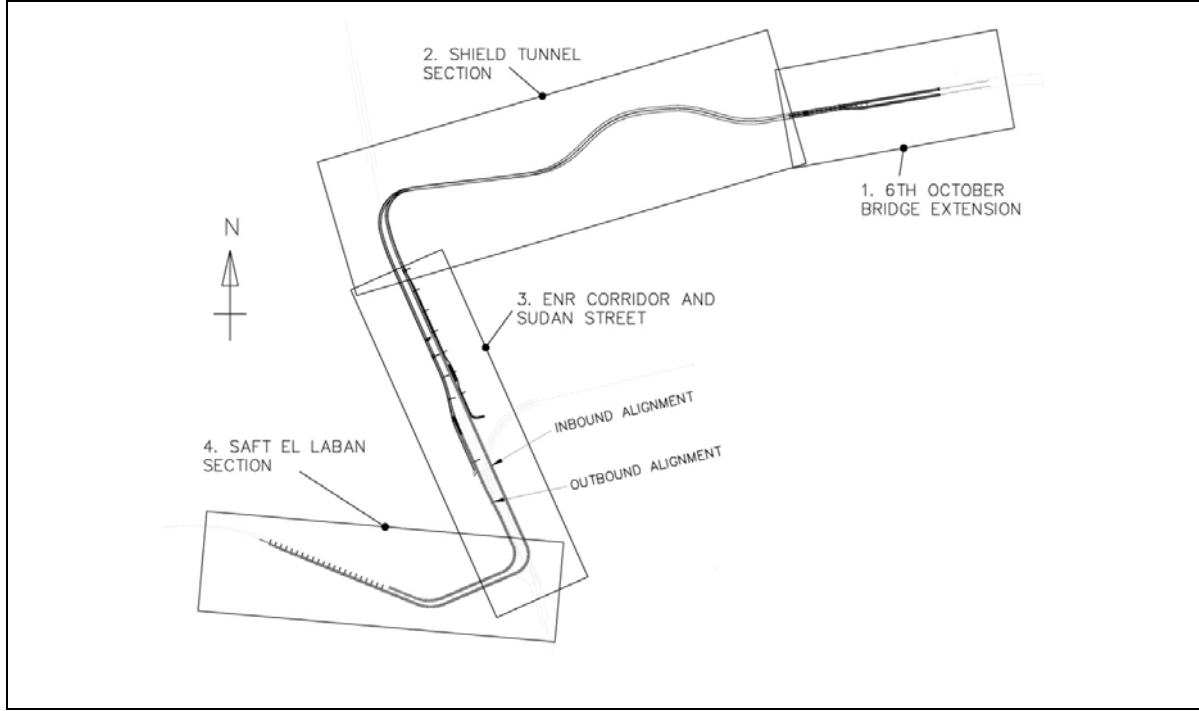 2. SHIELD TUNNEL
SECTION
1. 6TH OCTOBER
BRIDGE EXTENSION
N
3. ENR CORRIDOR AND
SUDAN STREET
INBOUND ALIGNMENT
OUTBOUND ALIGNMENT
4. SAFT EL LABAN
SECTION